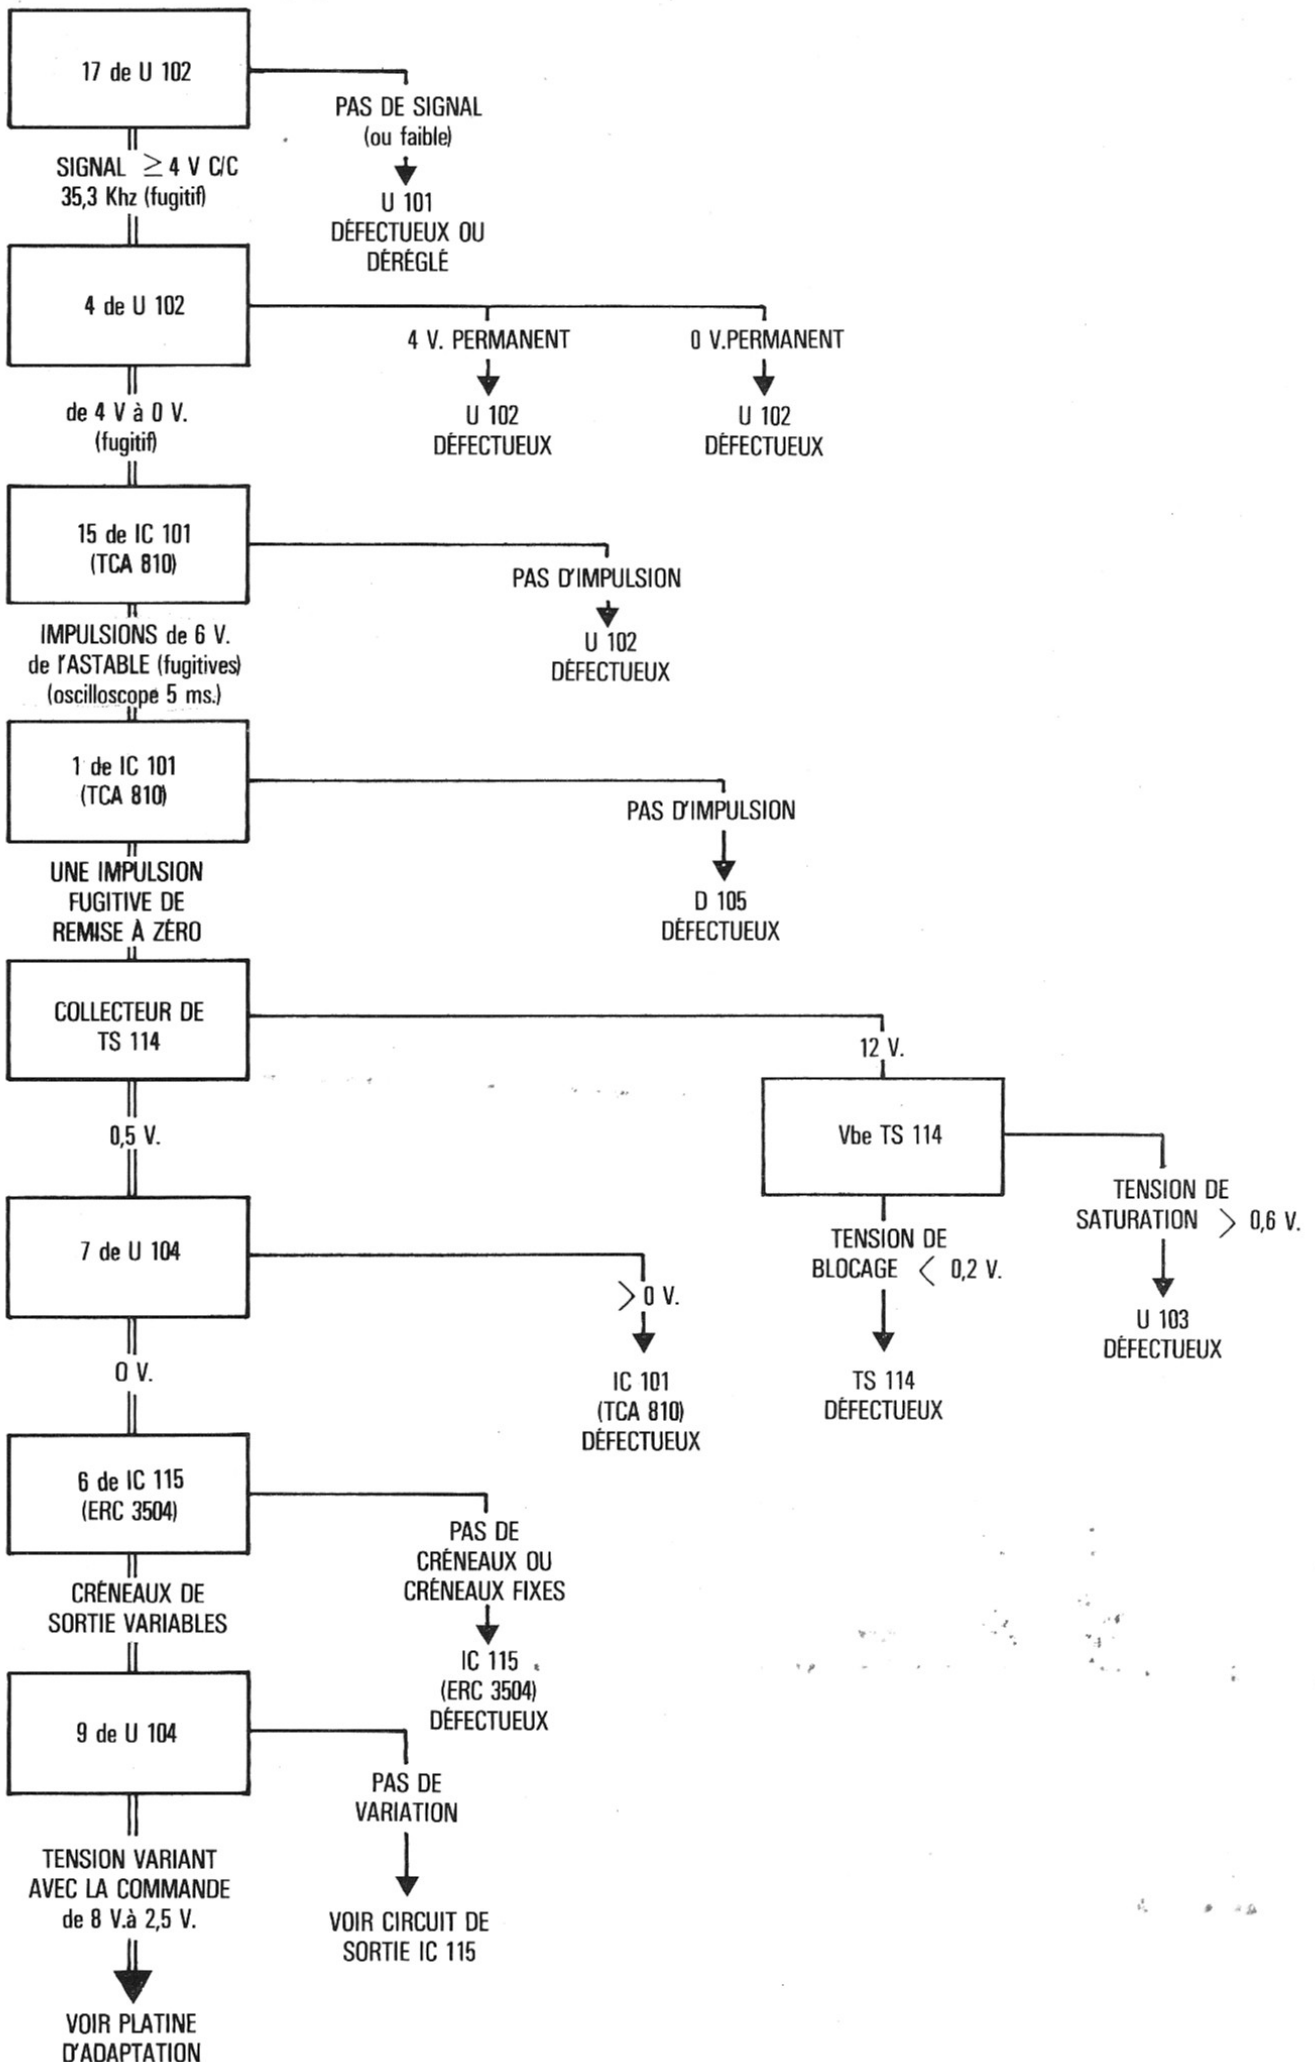 17 de U 102
PAS DE SIGNAL
(ou faible)
SIGNAL ≥ 4 V C/C
35,3 Khz (fugitif)
U 101
DÉFECTUEUX OU
DÉRÉGLÉ
4 de U 102
4 V. PERMANENT
0 V.PERMANENT
U 102
DÉFECTUEUX
U 102
DÉFECTUEUX
de 4 V à 0 V.
(fugitif)
15 de IC 101
(TCA 810)
PAS D'IMPULSION
U 102
DÉFECTUEUX
IMPULSIONS de 6 V.
de l'ASTABLE (fugitives)
(oscilloscope 5 ms.)
1 de IC 101
(TCA 810)
PAS D'IMPULSION
D 105
DÉFECTUEUX
UNE IMPULSION
FUGITIVE DE
REMISE À ZÉRO
COLLECTEUR DE
TS 114
12 V.
Vbe TS 114
TENSION DE
SATURATION > 0,6 V.
U 103
DÉFECTUEUX
TENSION DE
BLOCAGE < 0,2 V.
TS 114
DÉFECTUEUX
0,5 V.
7 de U 104
> 0 V.
IC 101
(TCA 810)
DÉFECTUEUX
0 V.
6 de IC 115
(ERC 3504)
PAS DE
CRÉNEAUX OU
CRÉNEAUX FIXES
IC 115
(ERC 3504)
DÉFECTUEUX
CRÉNEAUX DE
SORTIE VARIABLES
9 de U 104
PAS DE
VARIATION
VOIR CIRCUIT DE
SORTIE IC 115
TENSION VARIANT
AVEC LA COMMANDE
de 8 V.à 2,5 V.
VOIR PLATINE
D'ADAPTATION